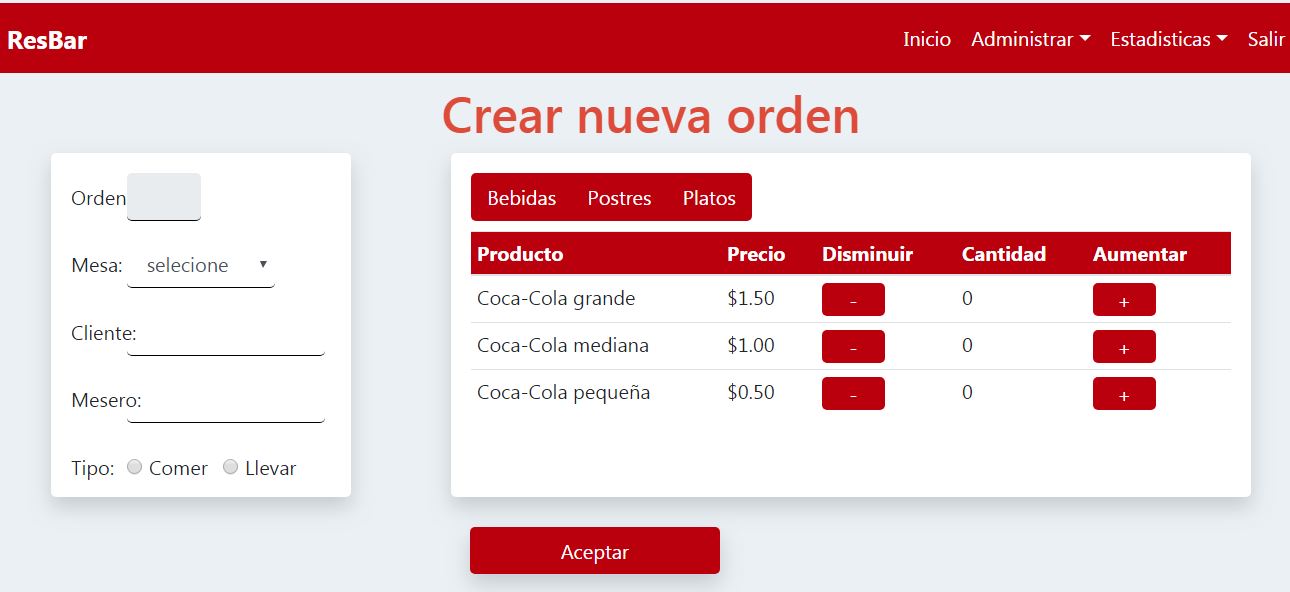 ResBar Inicio Administrar Estadisticas Salir
Crear nueva orden
Orden
Mesa: selecione
Cliente:
Mesero:
Tipo: Comer Llevar
Bebidas Postres Platos
Producto Precio Disminuir Cantidad Aumentar
Coca-Cola grande $1.50 - 0 +
Coca-Cola mediana $1.00 - 0 +
Coca-Cola pequeña $0.50 - 0 +
Aceptar